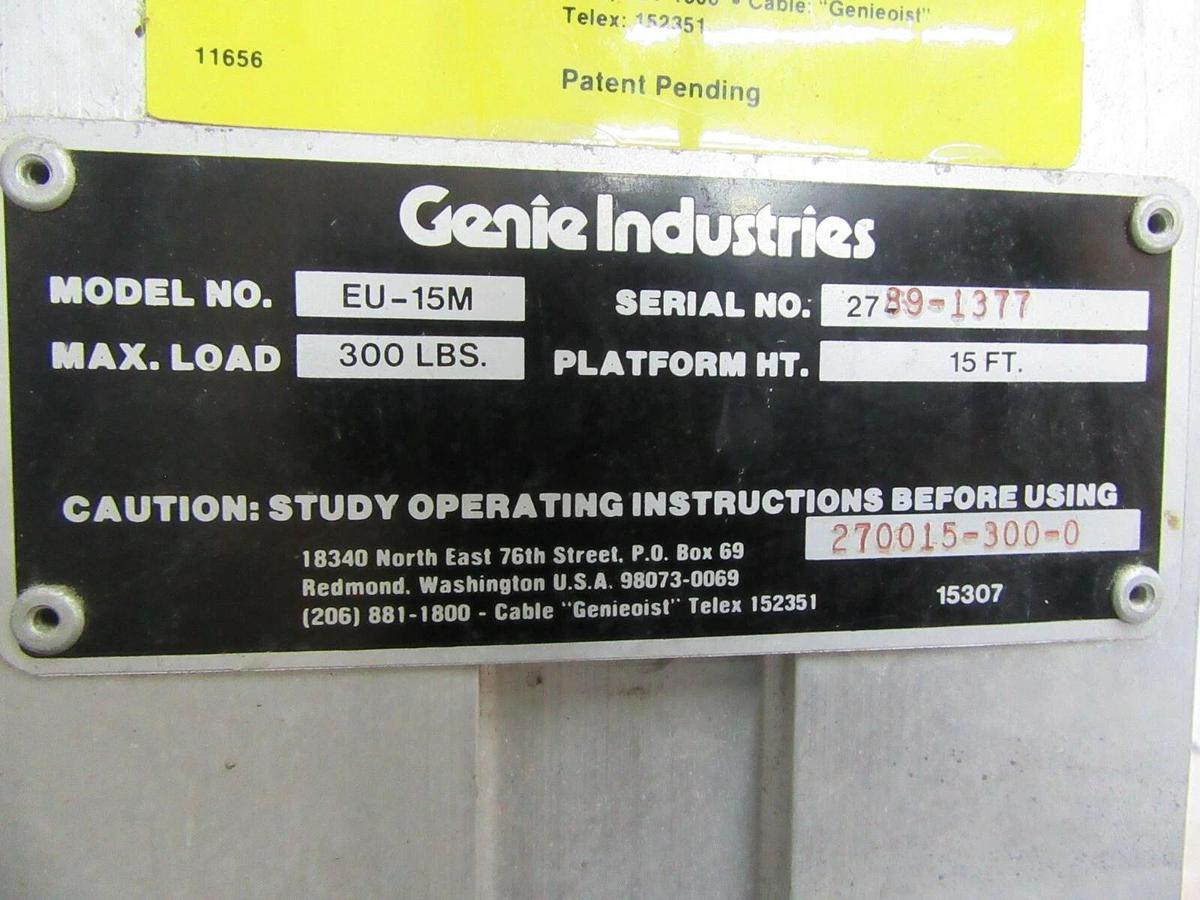 Cable: "Genieoist"
Telex: 152351
11656
Patent Pending
Genie Industries
MODEL NO. EU-15M SERIAL NO. 2789-1377
MAX. LOAD 300 LBS. PLATFORM HT. 15 FT.
CAUTION: STUDY OPERATING INSTRUCTIONS BEFORE USING
270015-300-0
18340 North East 76th Street, P.O. Box 69
Redmond, Washington U.S.A. 98073-0069
(206) 881-1800 - Cable "Genieoist" Telex 152351
15307